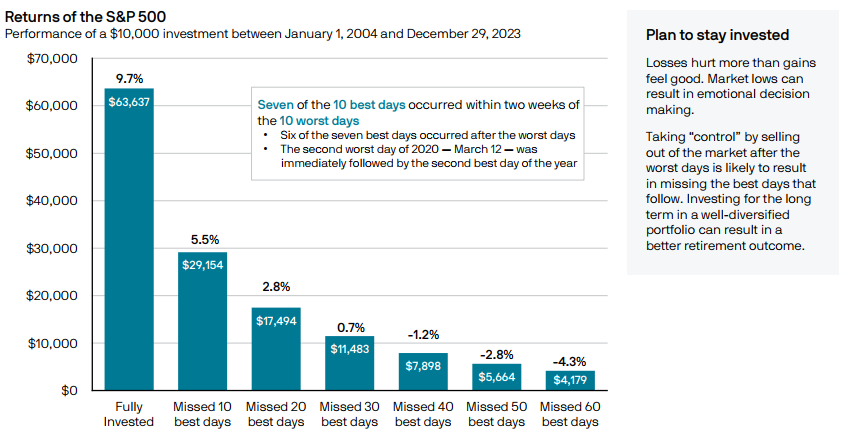 Returns of the S&P 500
Performance of a $10,000 investment between January 1, 2004 and December 29, 2023
$70,000
$60,000
$50,000
$40,000
$30,000
$20,000
$10,000
$0
9.7%
$63,637
5.5%
$29,154
2.8%
$17,494
0.7%
$11,483
-1.2%
$7,898
-2.8%
$5,664
-4.3%
$4,179
Seven of the 10 best days occurred within two weeks of
the 10 worst days
• Six of the seven best days occurred after the worst days
• The second worst day of 2020 — March 12 — was
immediately followed by the second best day of the year
Fully
Invested
Missed 10
best days
Missed 20
best days
Missed 30
best days
Missed 40
best days
Missed 50
best days
Missed 60
best days
Plan to stay invested
Losses hurt more than gains
feel good. Market lows can
result in emotional decision
making.
Taking “control” by selling
out of the market after the
worst days is likely to result
in missing the best days that
follow. Investing for the long
term in a well-diversified
portfolio can result in a
better retirement outcome.